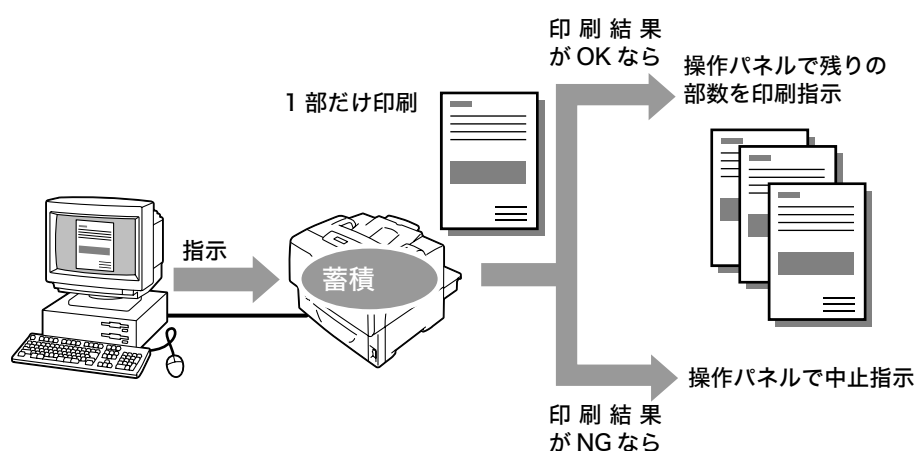 印刷結果
がOKなら
操作パネルで残りの
部数を印刷指示
1部だけ印刷
指示
蓄積
操作パネルで中止指示
印刷結果
がNGなら